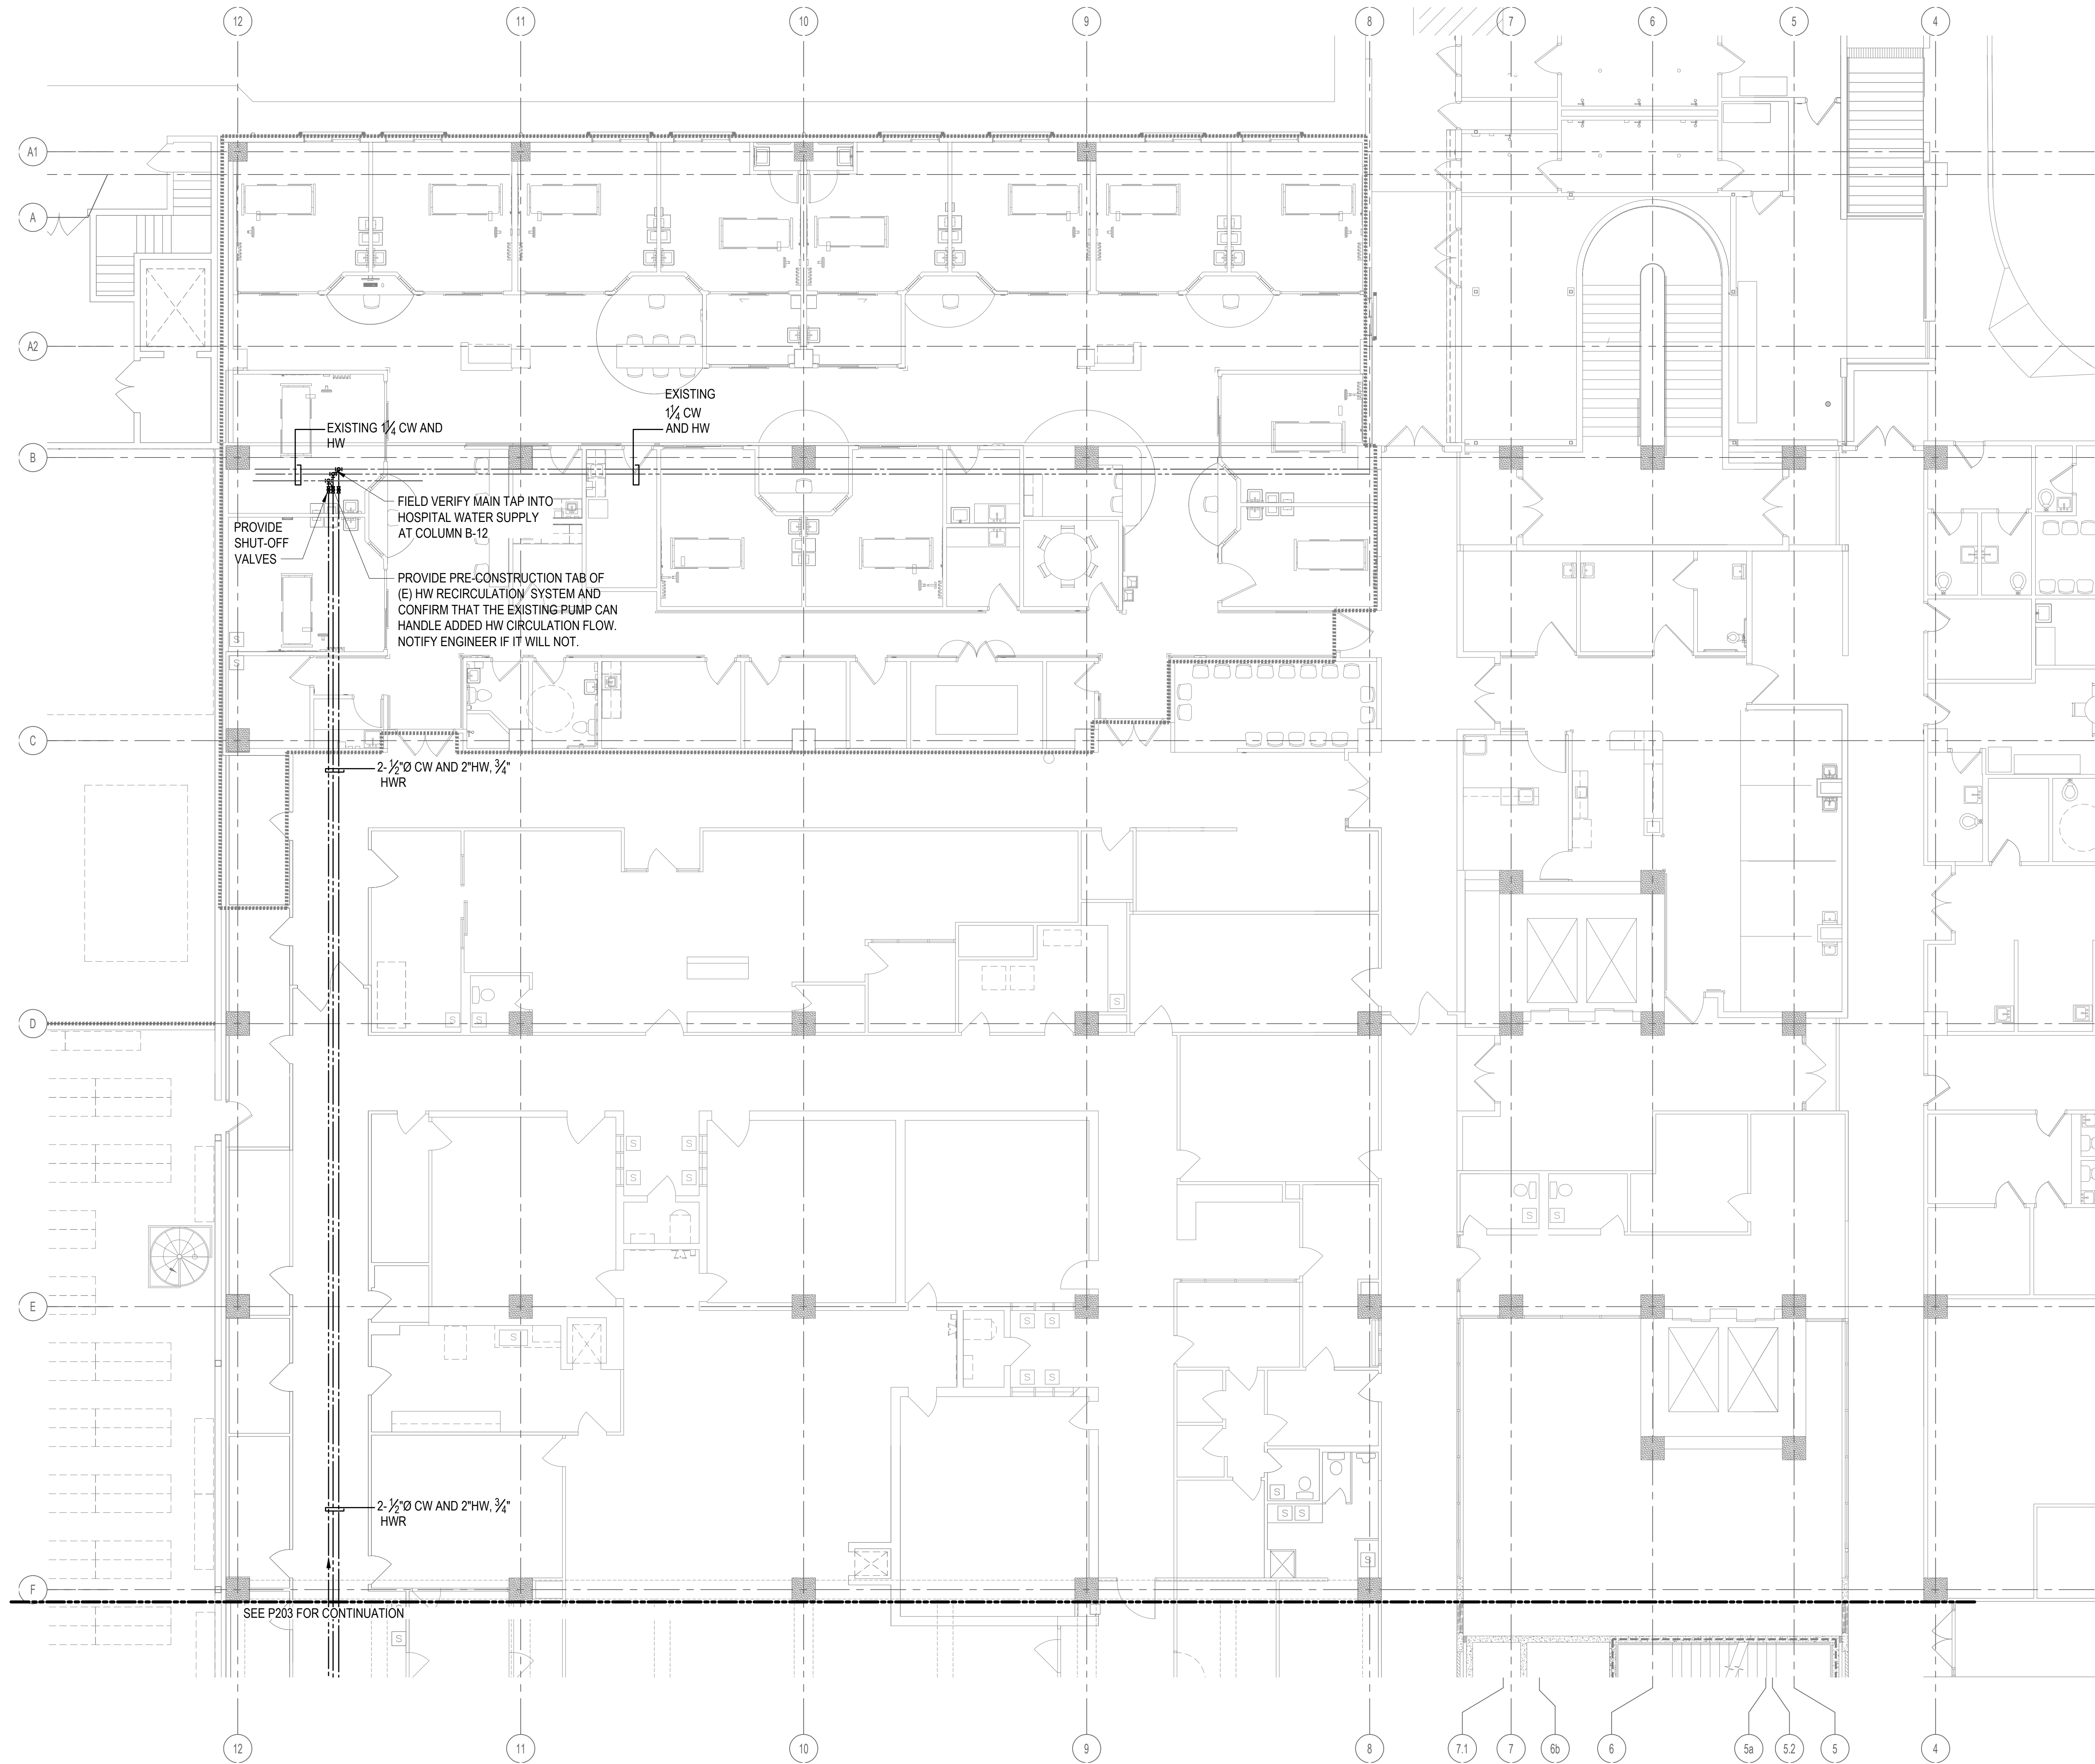 12
11
10
9
8
7
6
5
4
A1
A
A2
B
C
D
E
F
EXISTING
1 1/4 CW
AND HW
EXISTING 1 1/4 CW AND
HW
FIELD VERIFY MAIN TAP INTO
HOSPITAL WATER SUPPLY
AT COLUMN B-12
PROVIDE
SHUT-OFF
VALVES
PROVIDE PRE-CONSTRUCTION TAB OF
(E) HW RECIRCULATION SYSTEM AND
CONFIRM THAT THE EXISTING PUMP CAN
HANDLE ADDED HW CIRCULATION FLOW.
NOTIFY ENGINEER IF IT WILL NOT.
S
S
2-1/2"Ø CW AND 2"HW, 3/4"
HWR
S
S S
S S
S S
S S
S S
S
S S
S
S S
S
2-1/2"Ø CW AND 2"HW, 3/4"
HWR
SEE P203 FOR CONTINUATION
S
12
11
10
9
8
7.1
7
6b
6
5a
5.2
5
4